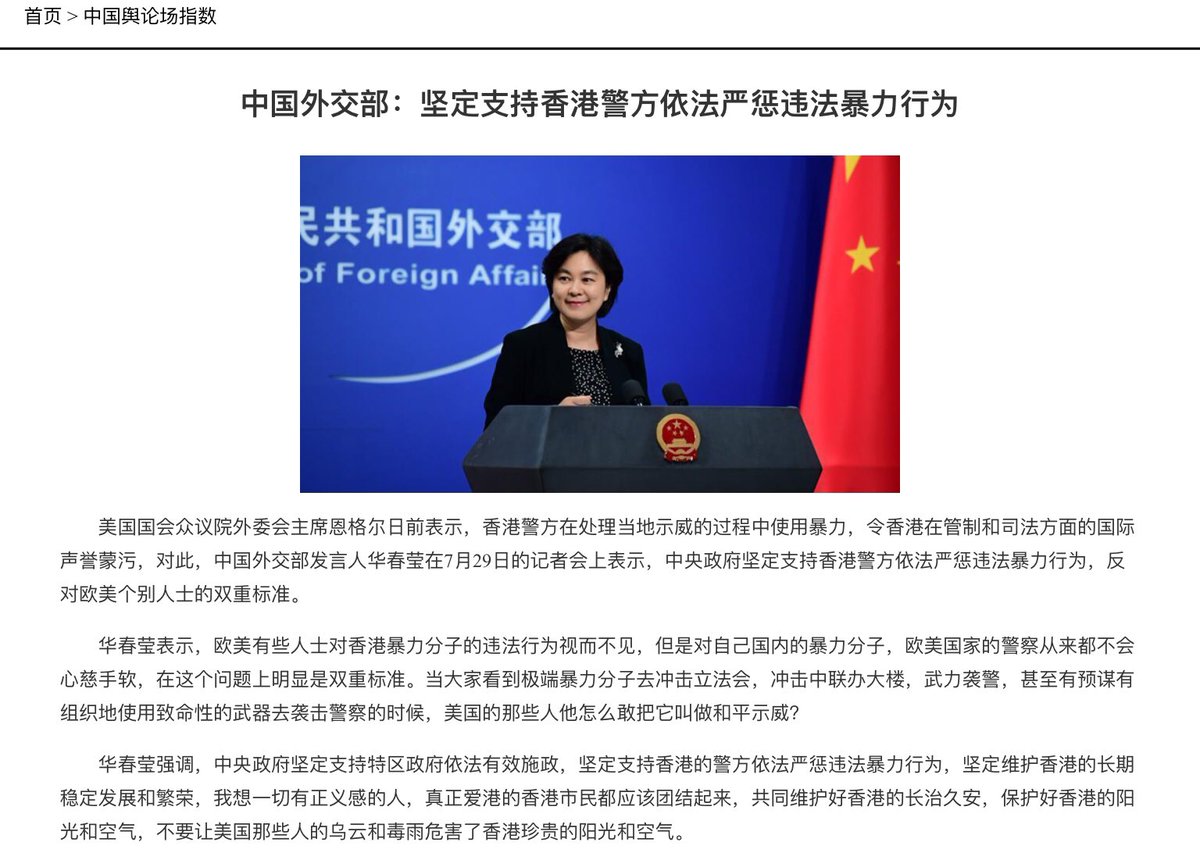 首页 > 中国舆论场指数
中国外交部：坚定支持香港警方依法严惩违法暴力行为
民共和国外交部
of Foreign Affai
美国国会众议院外委会主席恩格尔日前表示，香港警方在处理当地示威的过程中使用暴力，令香港在管制和司法方面的国际
声誉蒙污，对此，中国外交部发言人华春莹在7月29日的记者会上表示，中央政府坚定支持香港警方依法严惩违法暴力行为，反
对欧美个别人士的双重标准。
华春莹表示，欧美有些人士对香港暴力分子的违法行为视而不见，但是对自己国内的暴力分子，欧美国家的警察从来都不会
心慈手软，在这个问题上明显是双重标准。当大家看到极端暴力分子去冲击立法会，冲击中联办大楼，武力袭警，甚至有预谋有
组织地使用致命性的武器去袭击警察的时候，美国的那些人他怎么敢把它叫做和平示威？
华春莹强调，中央政府坚定支持特区政府依法有效施政，坚定支持香港的警方依法严惩违法暴力行为，坚定维护香港的长期
稳定发展和繁荣，我想一切有正义感的人，真正爱港的香港市民都应该团结起来，共同维护好香港的长治久安，保护好香港的阳
光和空气，不要让美国那些人的乌云和毒雨危害了香港珍贵的阳光和空气。